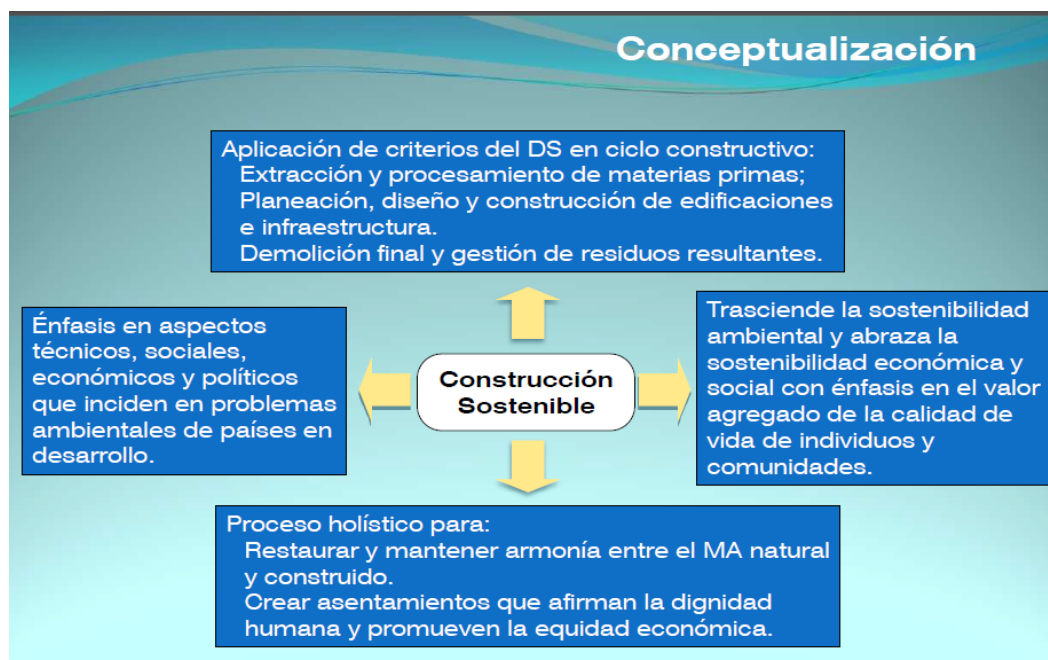 Conceptualización
Aplicación de criterios del DS en ciclo constructivo:
Extracción y procesamiento de materias primas;
Planeación, diseño y construcción de edificaciones
e infraestructura.
Demolición final y gestión de residuos resultantes.
Énfasis en aspectos
técnicos, sociales,
económicos y políticos
que inciden en problemas
ambientales de países en
desarrollo.
Construcción
Sostenible
Trasciende la sostenibilidad
ambiental y abraza la
sostenibilidad económica y
social con énfasis en el valor
agregado de la calidad de
vida de individuos y
comunidades.
Proceso holístico para:
Restaurar y mantener armonía entre el MA natural
y construido.
Crear asentamientos que afirman la dignidad
humana y promueven la equidad económica.